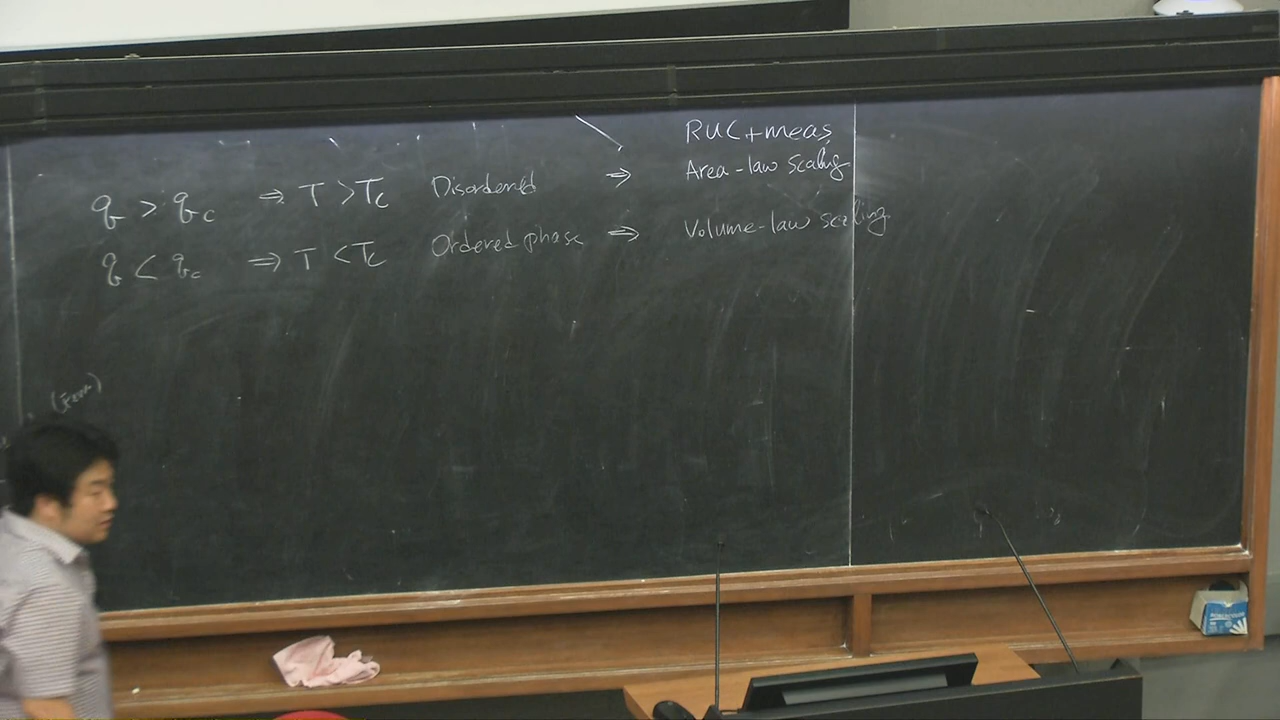 RUC+meas
q > q_c ⇒ T > T_c Disordered ⇒ Area-law scaling
q < q_c ⇒ T < T_c Ordered phase ⇒ Volume-law scaling